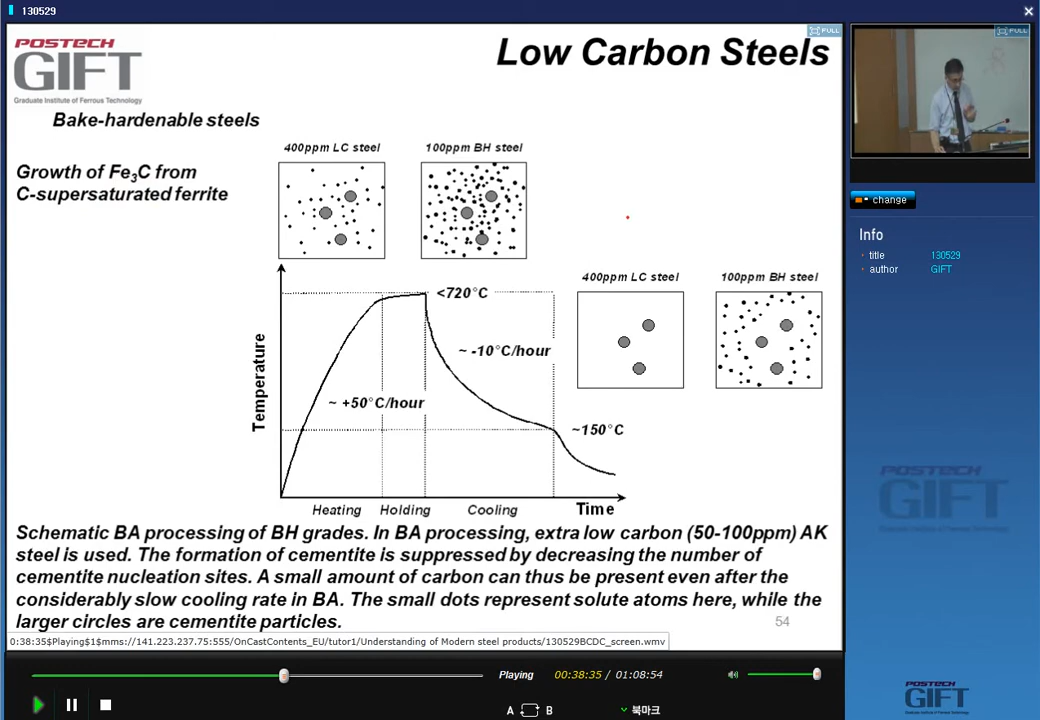 130529
POSTECH
GIFT
Graduate Institute of Ferrous Technology
Low Carbon Steels
FULL
FULL
Bake-hardenable steels
Growth of Fe3C from
C-supersaturated ferrite
400ppm LC steel
100ppm BH steel
<720°C
400ppm LC steel
100ppm BH steel
~ -10°C/hour
~ +50°C/hour
~150°C
Temperature
Heating
Holding
Cooling
Time
Schematic BA processing of BH grades. In BA processing, extra low carbon (50-100ppm) AK
steel is used. The formation of cementite is suppressed by decreasing the number of
cementite nucleation sites. A small amount of carbon can thus be present even after the
considerably slow cooling rate in BA. The small dots represent solute atoms here, while the
larger circles are cementite particles.
54
0:38:35$Playing$1$mms://141.223.237.75:555/OnCastContents_EU/tutor1/Understanding of Modern steel products/130529BCDC_screen.wmv
change
Info
title 130529
author GIFT
POSTECH
GIFT
Playing 00:38:35 / 01:08:54
A B
북마크
POSTECH
GIFT